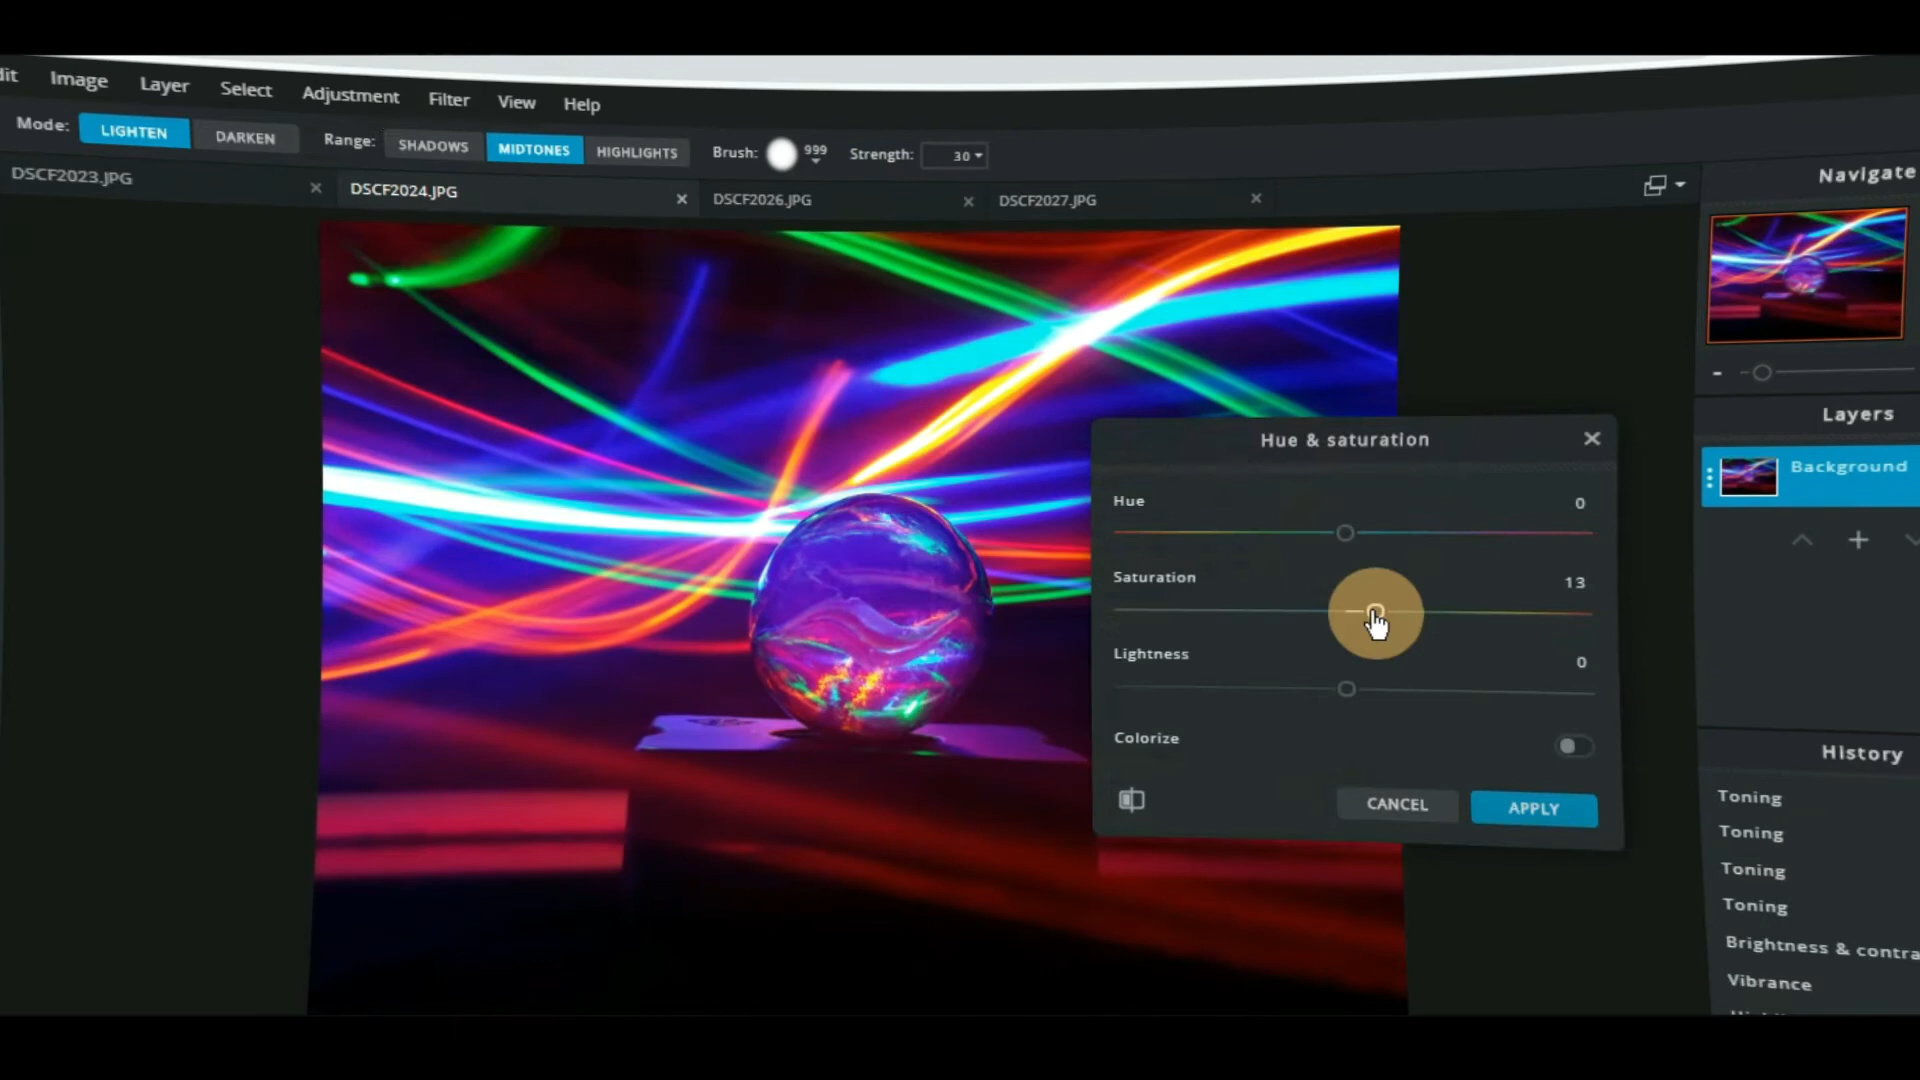 dit Image Layer Select Adjustment Filter View Help
Mode: LIGHTEN DARKEN Range: SHADOWS MIDTONES HIGHLIGHTS Brush: 999 Strength: 30
DSCF2023.JPG DSCF2024.JPG DSCF2026.JPG DSCF2027.JPG
Navigate
Hue & saturation
Hue 0
Saturation 13
Lightness 0
Colorize
CANCEL APPLY
Layers
Background
History
Toning
Toning
Toning
Toning
Brightness & contra
Vibrance